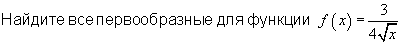 Найдите все первообразные для функции f(x) = 3/(4√x)